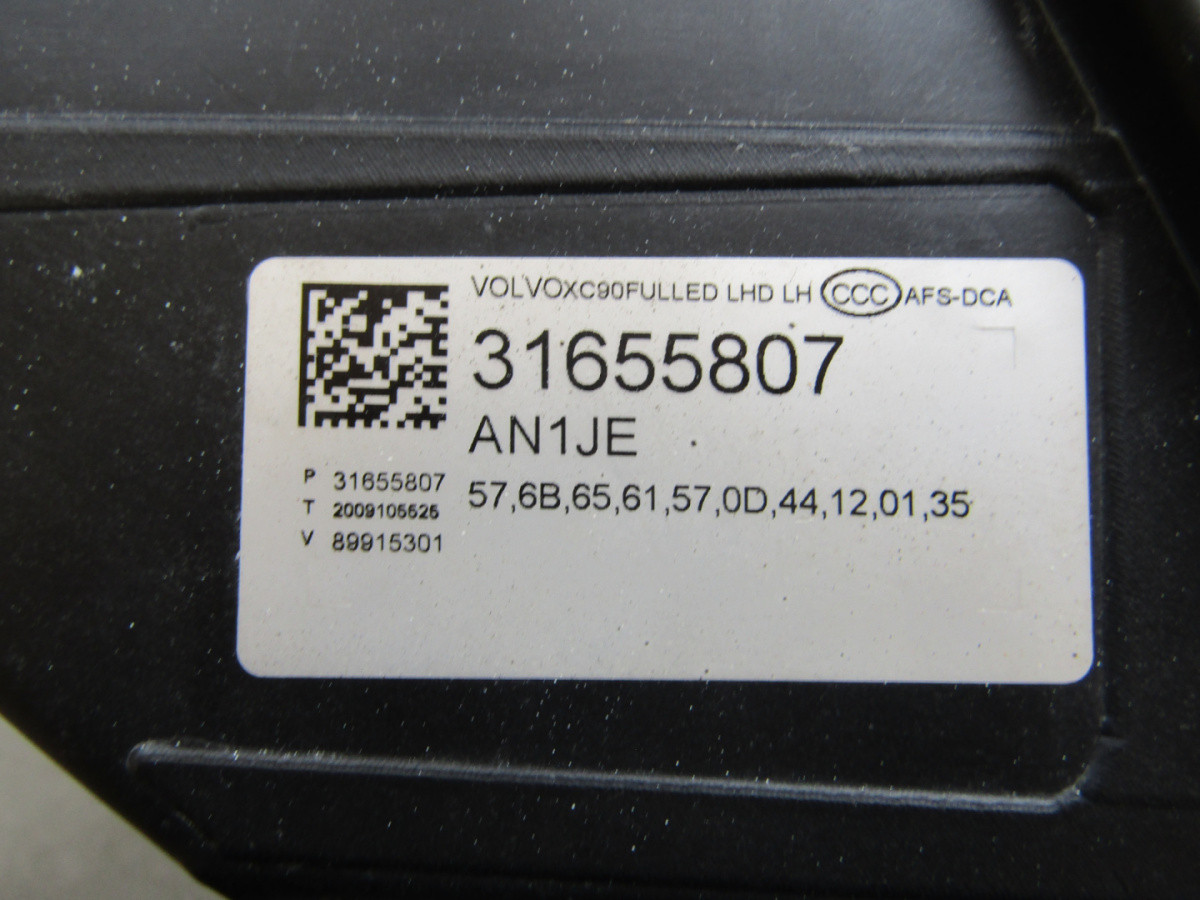 VOLVOXC90FULLED LHD LH CCC AFS-DCA
31655807
AN1JE
57,6B,65,61,57,0D,44,12,01,35
P 31655807
T 2009105525
V 89915301